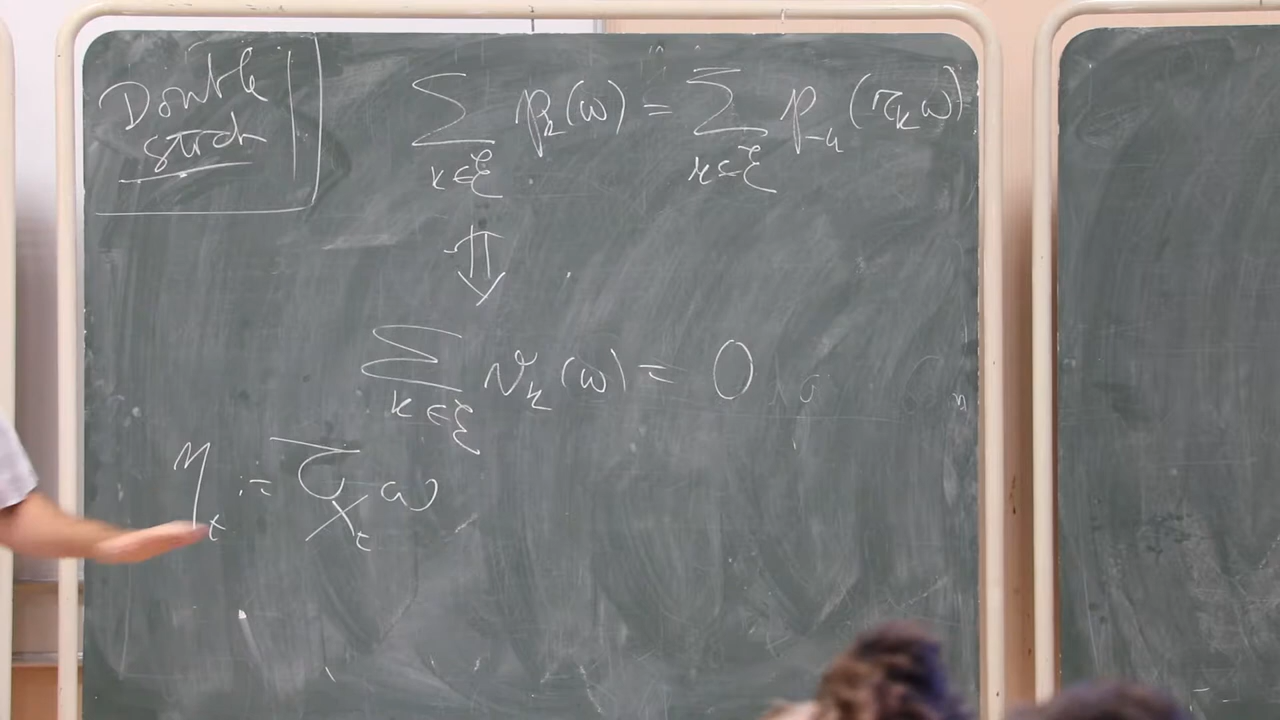 Double
stoch
∑_{k∈ℰ} p_k(ω) = ∑_{k∈ℰ} p_{-k}(τ_k ω)
⇕
∑_{k∈ℰ} v_k(ω) = 0
η_t := τ_{X_t} ω